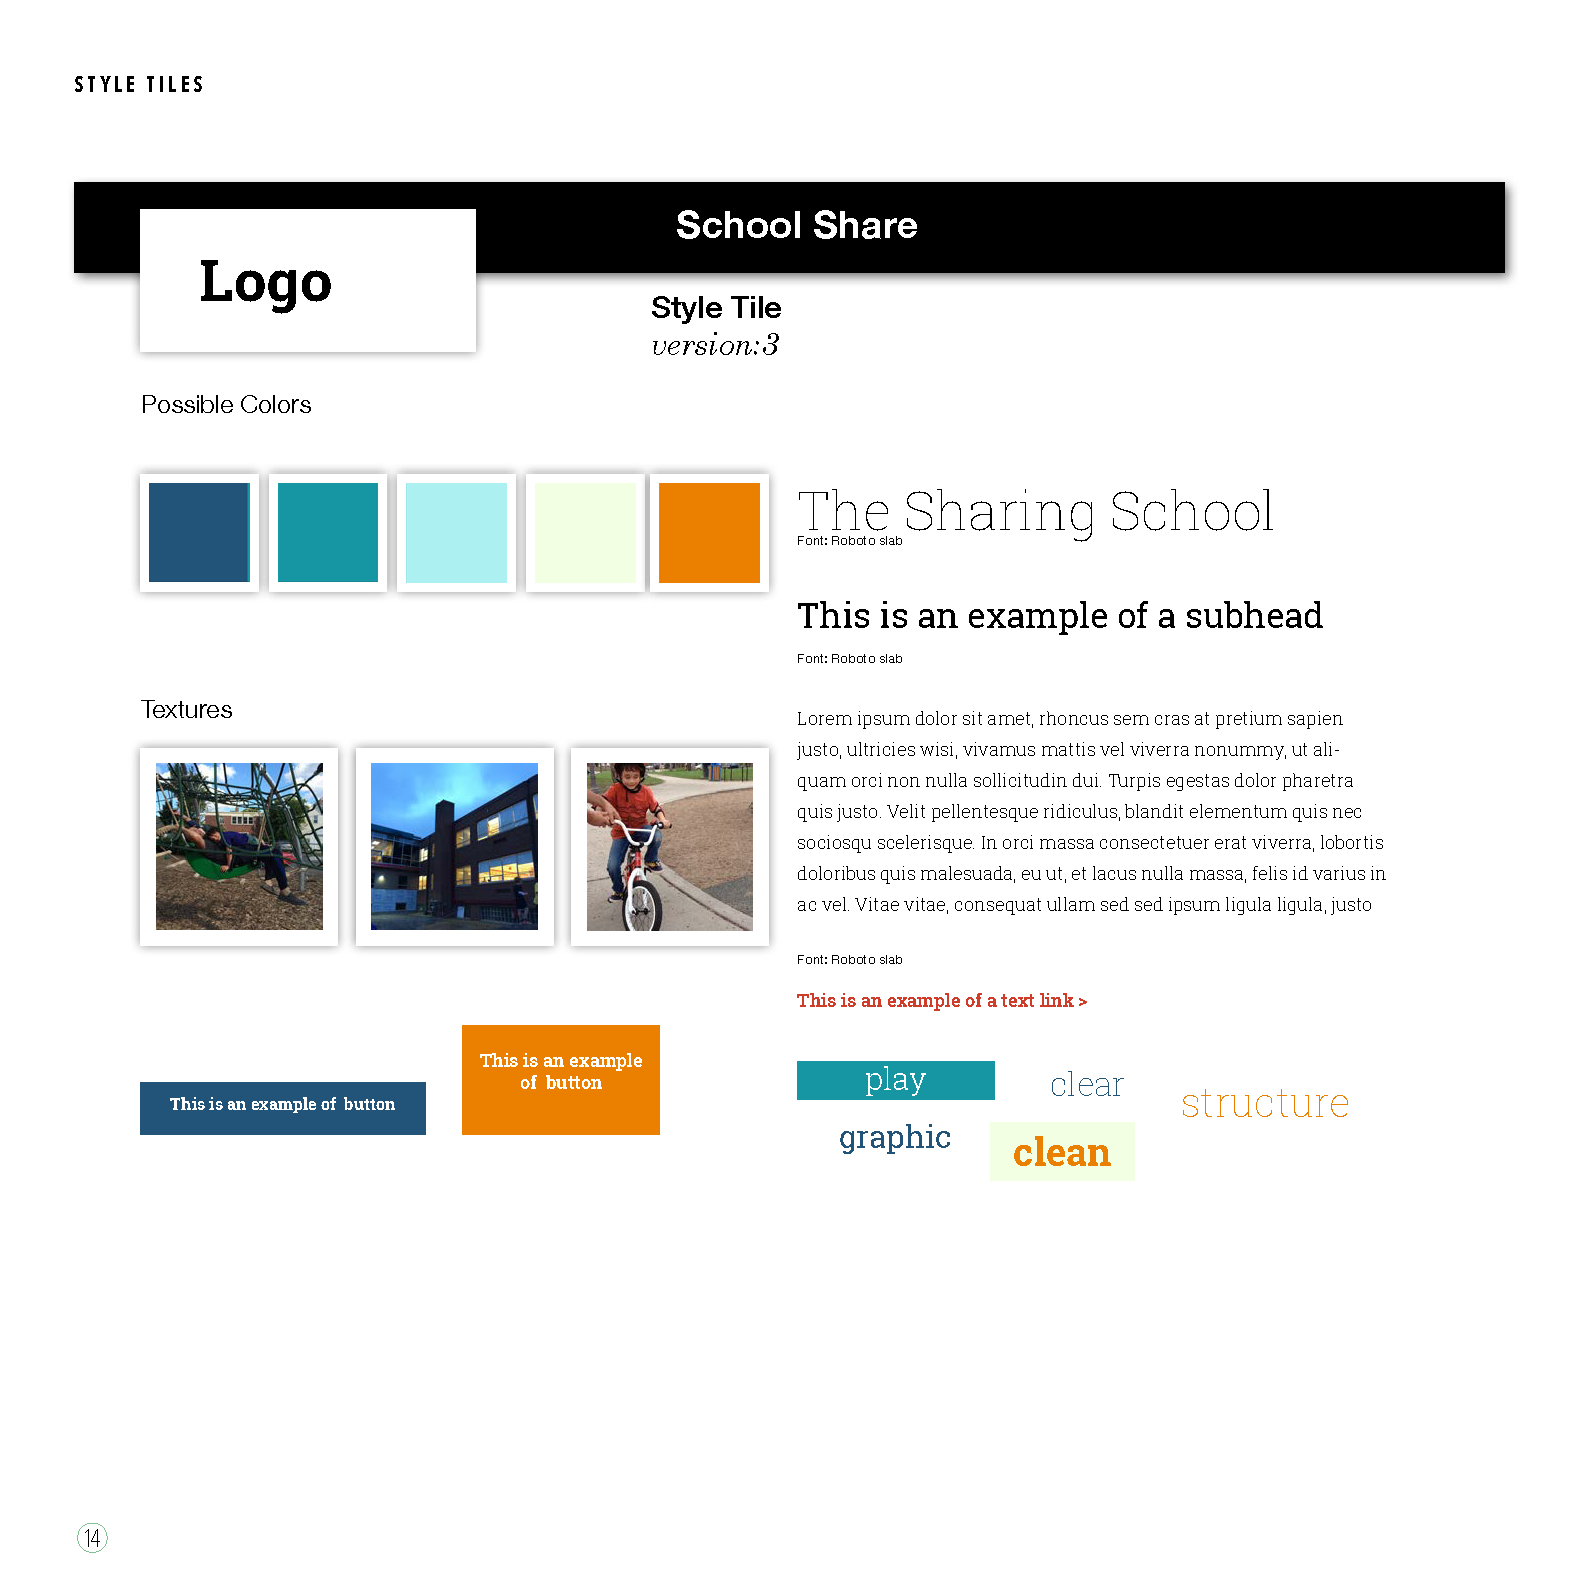 STYLE TILES
School Share
Logo
Style Tile
version:3
Possible Colors
The Sharing School
Font: Roboto slab
This is an example of a subhead
Font: Roboto slab
Textures
Lorem ipsum dolor sit amet, rhoncus sem cras at pretium sapien
justo, ultricies wisi, vivamus mattis vel viverra nonummy, ut ali-
quam orci non nulla sollicitudin dui. Turpis egestas dolor pharetra
quis justo. Velit pellentesque ridiculus, blandit elementum quis nec
sociosqu scelerisque. In orci massa consectetuer erat viverra, lobortis
doloribus quis malesuada, eu ut, et lacus nulla massa, felis id varius in
ac vel. Vitae vitae, consequat ullam sed sed ipsum ligula ligula, justo
Font: Roboto slab
This is an example of a text link >
This is an example of button
This is an example
of button
play
clear
structure
graphic
clean
14